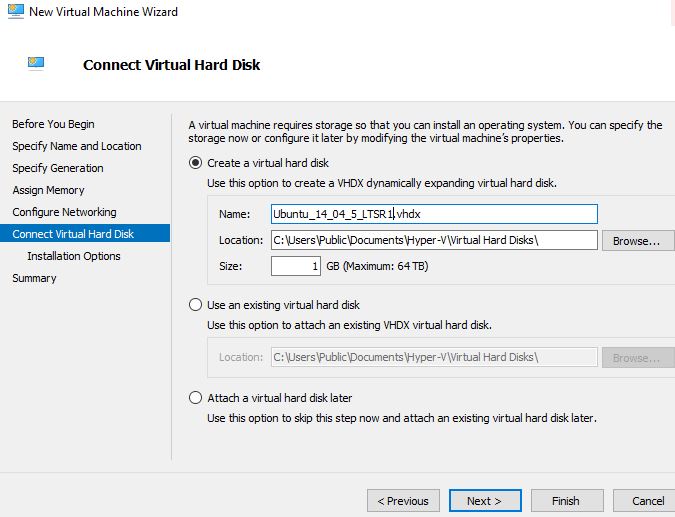 New Virtual Machine Wizard
Connect Virtual Hard Disk
Before You Begin
Specify Name and Location
Specify Generation
Assign Memory
Configure Networking
Connect Virtual Hard Disk
Installation Options
Summary
A virtual machine requires storage so that you can install an operating system. You can specify the
storage now or configure it later by modifying the virtual machine's properties.
Create a virtual hard disk
Use this option to create a VHDX dynamically expanding virtual hard disk.
Name: Ubuntu_14_04_5_LTSR1.vhdx
Location: C:\Users\Public\Documents\Hyper-V\Virtual Hard Disks\ Browse...
Size: 1 GB (Maximum: 64 TB)
Use an existing virtual hard disk
Use this option to attach an existing VHDX virtual hard disk.
Location: C:\Users\Public\Documents\Hyper-V\Virtual Hard Disks\ Browse...
Attach a virtual hard disk later
Use this option to skip this step now and attach an existing virtual hard disk later.
< Previous Next > Finish Cancel